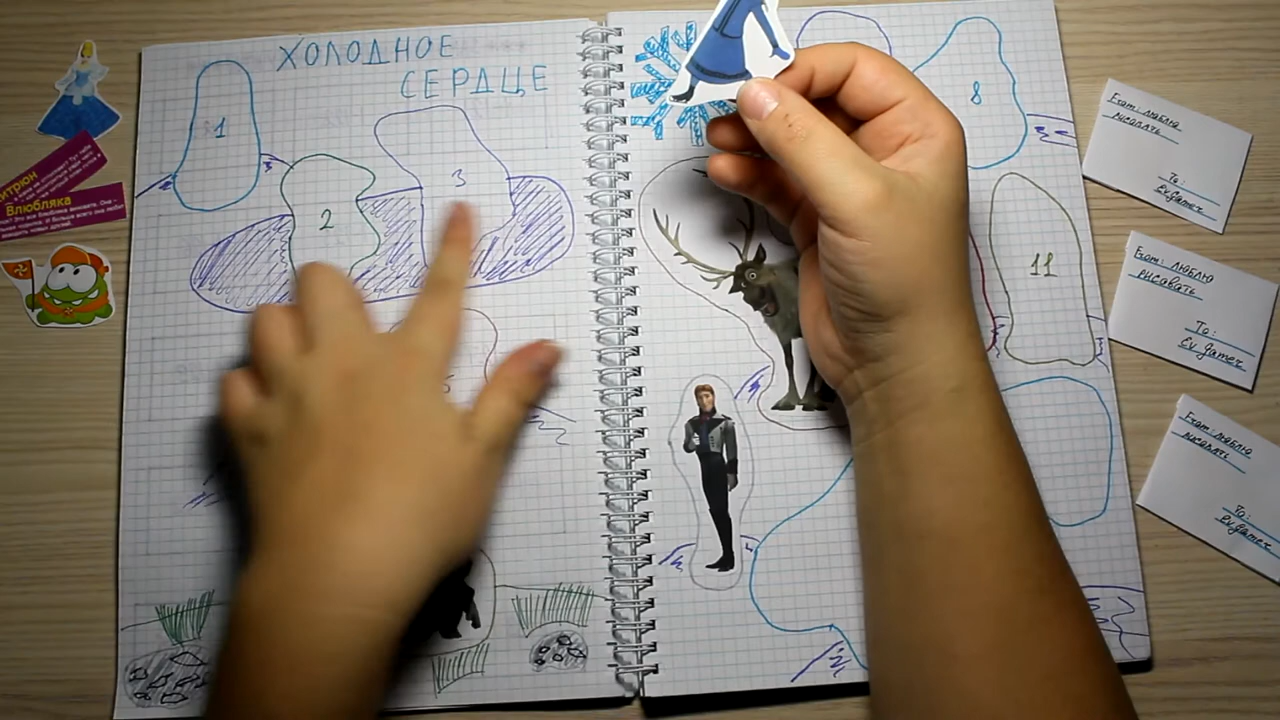 ХОЛОДНОЕ
СЕРДЦЕ
1
2
3
5
8
11
Влюбляка
From: люблю
рисовать
To:
Ev gamer
From: люблю
рисовать
To:
Ev gamer
From: люблю
рисовать
To:
Ev gamer